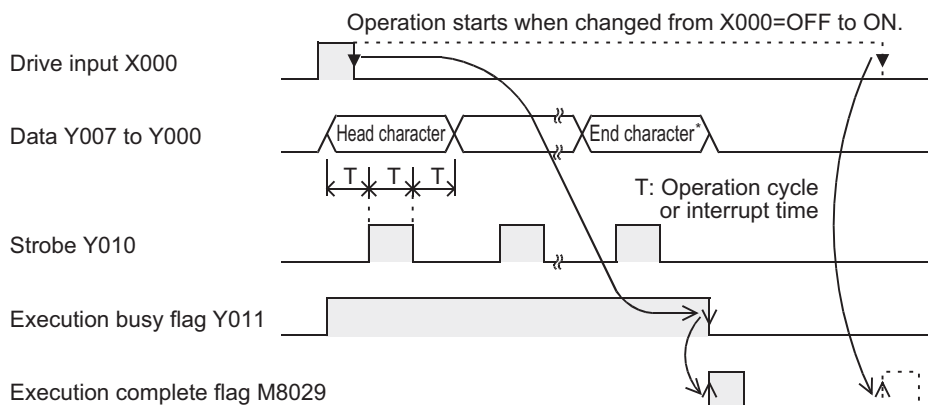 Operation starts when changed from X000=OFF to ON.
Drive input X000
Data Y007 to Y000
Head character
End character*
T T T
T: Operation cycle
or interrupt time
Strobe Y010
Execution busy flag Y011
Execution complete flag M8029